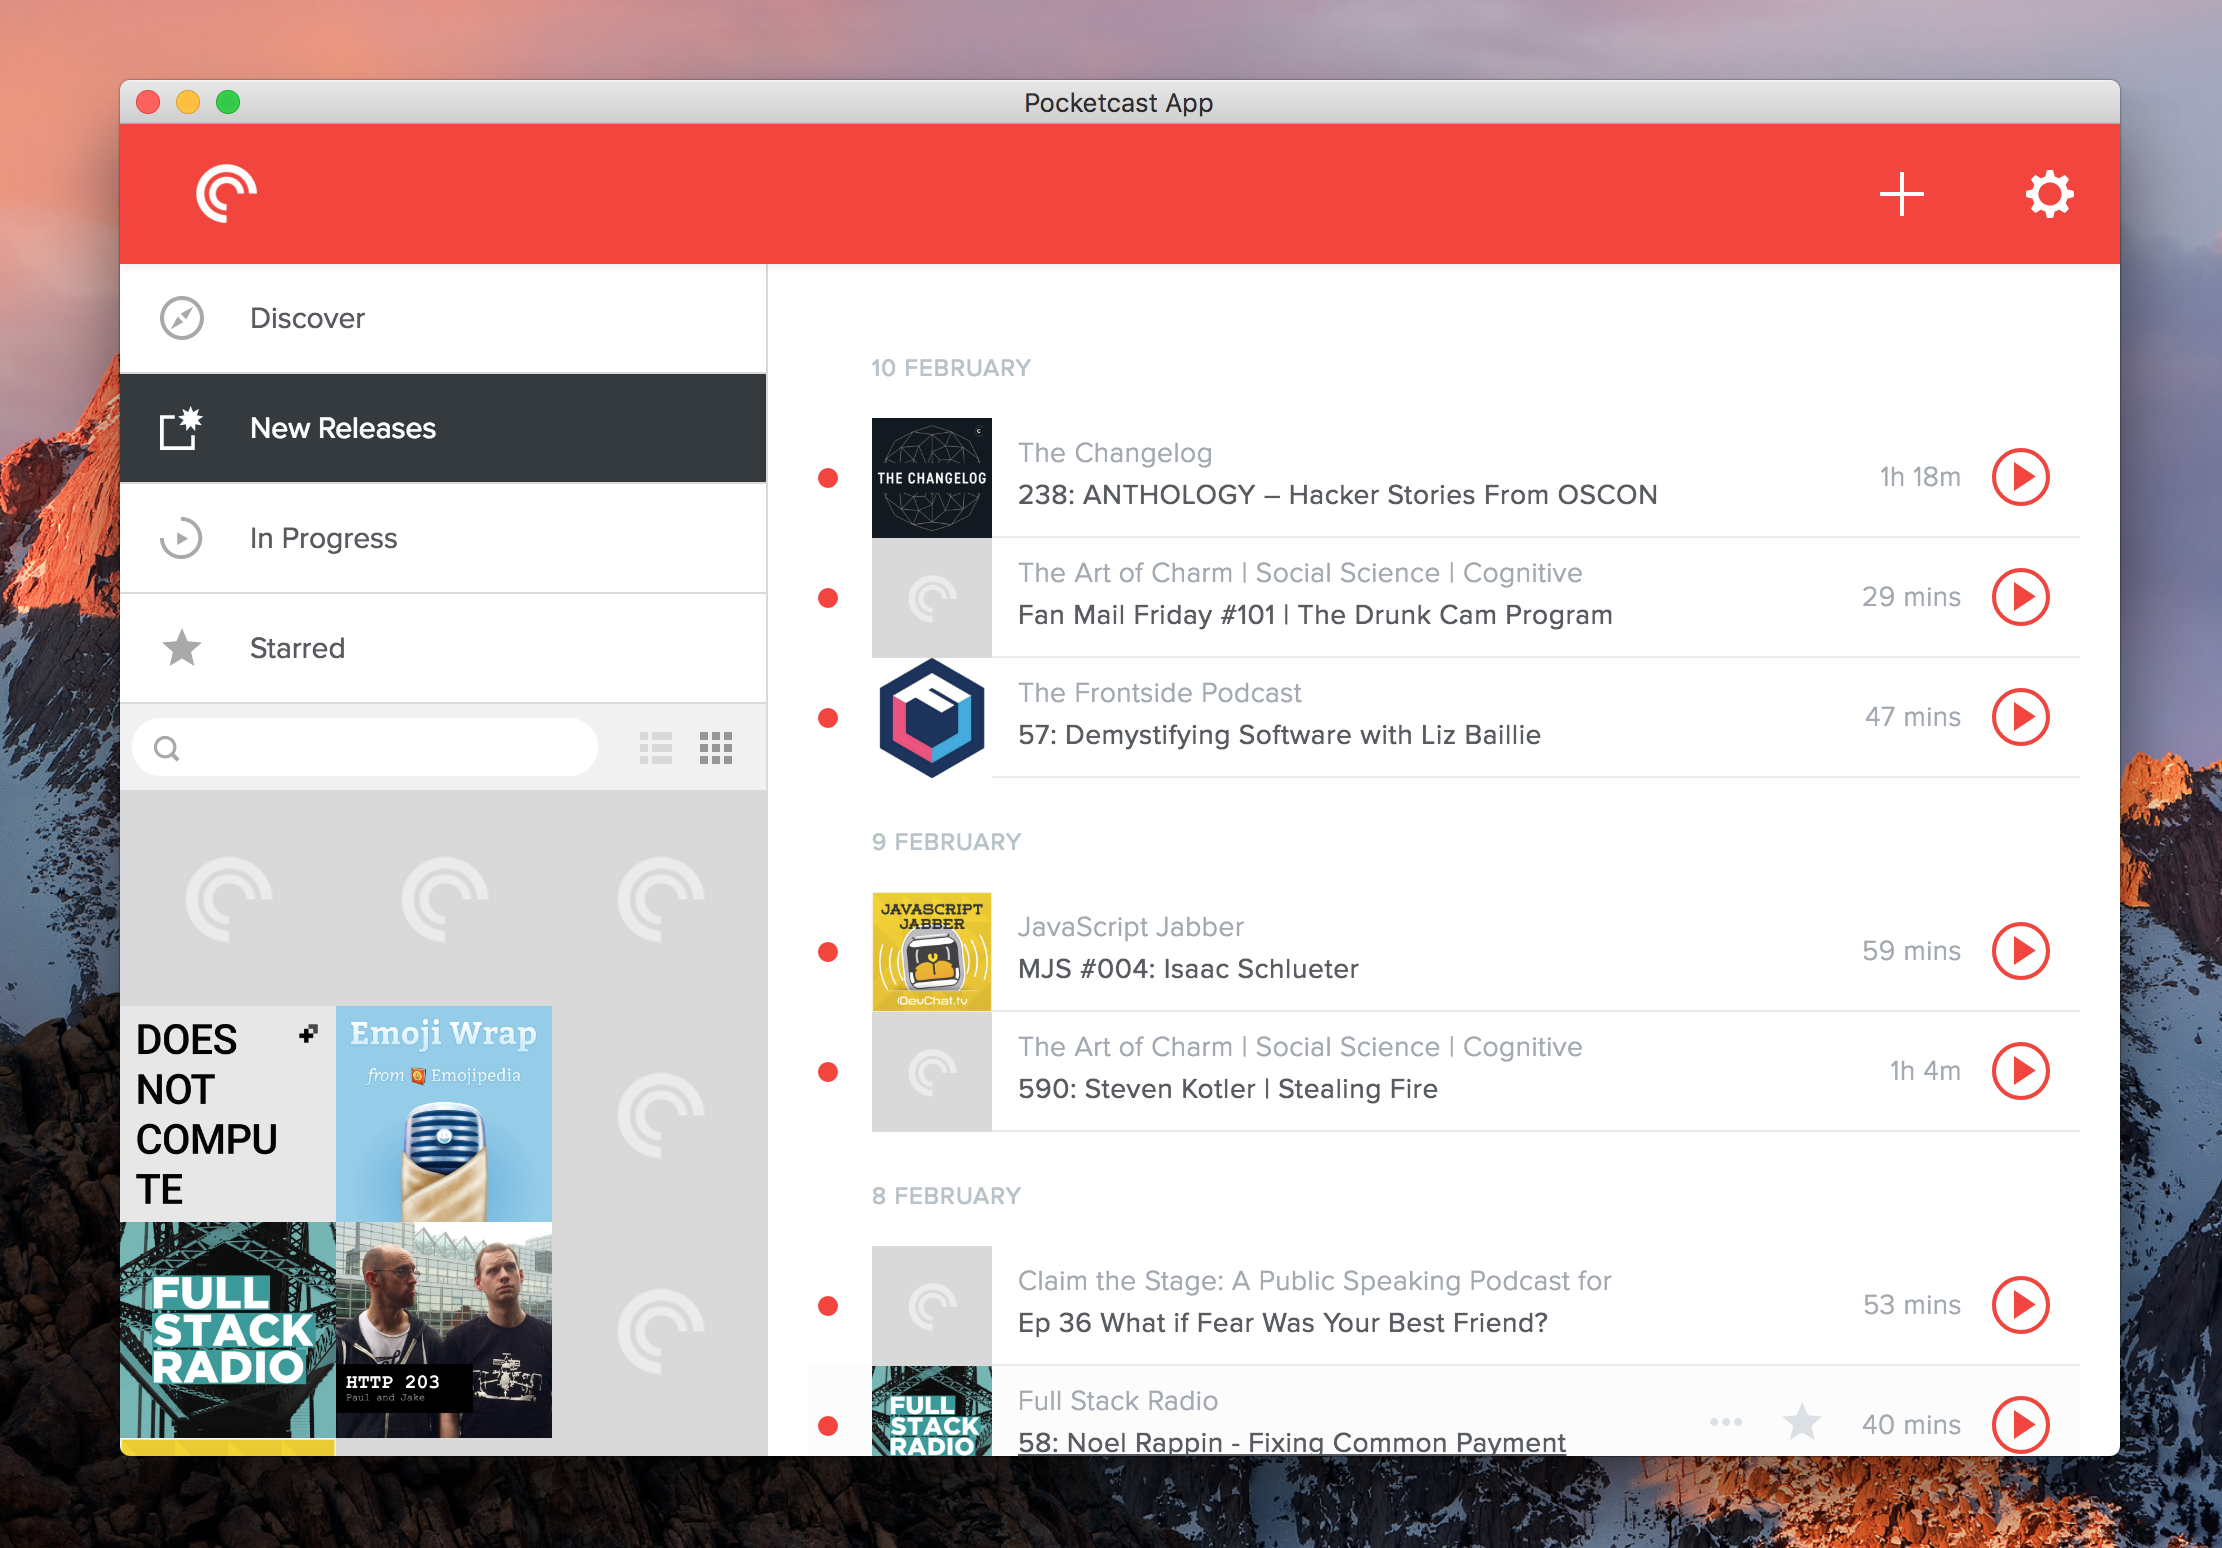 Pocketcast App
Discover
New Releases
In Progress
Starred
DOES
NOT
COMPU
TE
Emoji Wrap
from Emojipedia
FULL
STACK
RADIO
HTTP 203
Paul and Jake
10 FEBRUARY
THE CHANGELOG
The Changelog
238: ANTHOLOGY – Hacker Stories From OSCON
1h 18m
The Art of Charm | Social Science | Cognitive
Fan Mail Friday #101 | The Drunk Cam Program
29 mins
The Frontside Podcast
57: Demystifying Software with Liz Baillie
47 mins
9 FEBRUARY
JAVASCRIPT
JABBER
DevChat.tv
JavaScript Jabber
MJS #004: Isaac Schlueter
59 mins
The Art of Charm | Social Science | Cognitive
590: Steven Kotler | Stealing Fire
1h 4m
8 FEBRUARY
Claim the Stage: A Public Speaking Podcast for
Ep 36 What if Fear Was Your Best Friend?
53 mins
FULL
STACK
RADIO
Full Stack Radio
58: Noel Rappin - Fixing Common Payment
40 mins